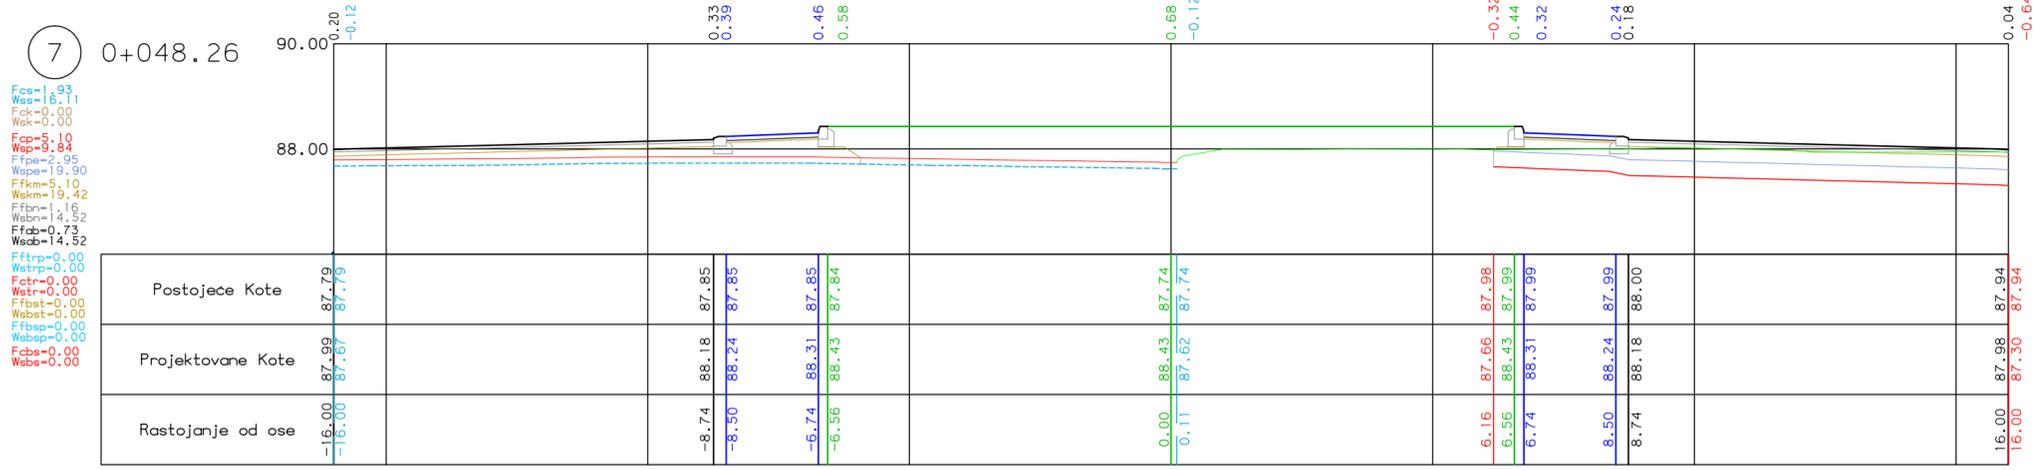 0.20 -0.12 0.33 0.39 0.46 0.58 0.68 -0.12 -0.32 0.44 0.32 0.24 0.18 0.04 -0.64
7 0+048.26 90.00
Fcs=1.93
Wss=16.11
Fck=0.00
Wsk=0.00
Fcp=5.10
Wsp=9.84
88.00
Ffpe=2.95
Wspe=19.90
Ffkm=5.10
Wskm=19.42
Ffbn=1.16
Wsbn=14.52
Ffab=0.73
Wsab=14.52
Fftrp=0.00
Wstrp=0.00
Fctr=0.00
Wstr=0.00
Ffbst=0.00
Wsbst=0.00
Ffbsp=0.00
Wsbsp=0.00
Fcbs=0.00
Wsbs=0.00
Postojeće Kote 87.79 87.79 87.85 87.85 87.85 87.84 87.74 87.74 87.98 87.99 87.99 87.99 88.00 87.94 87.94
Projektovane Kote 87.99 87.67 88.18 88.24 88.31 88.43 88.43 87.62 87.66 88.43 88.31 88.24 88.18 87.98 87.30
Rastojanje od ose -16.00 -16.00 -8.74 -8.50 -6.74 -6.56 0.00 0.11 6.16 6.56 6.74 8.50 8.74 16.00 16.00